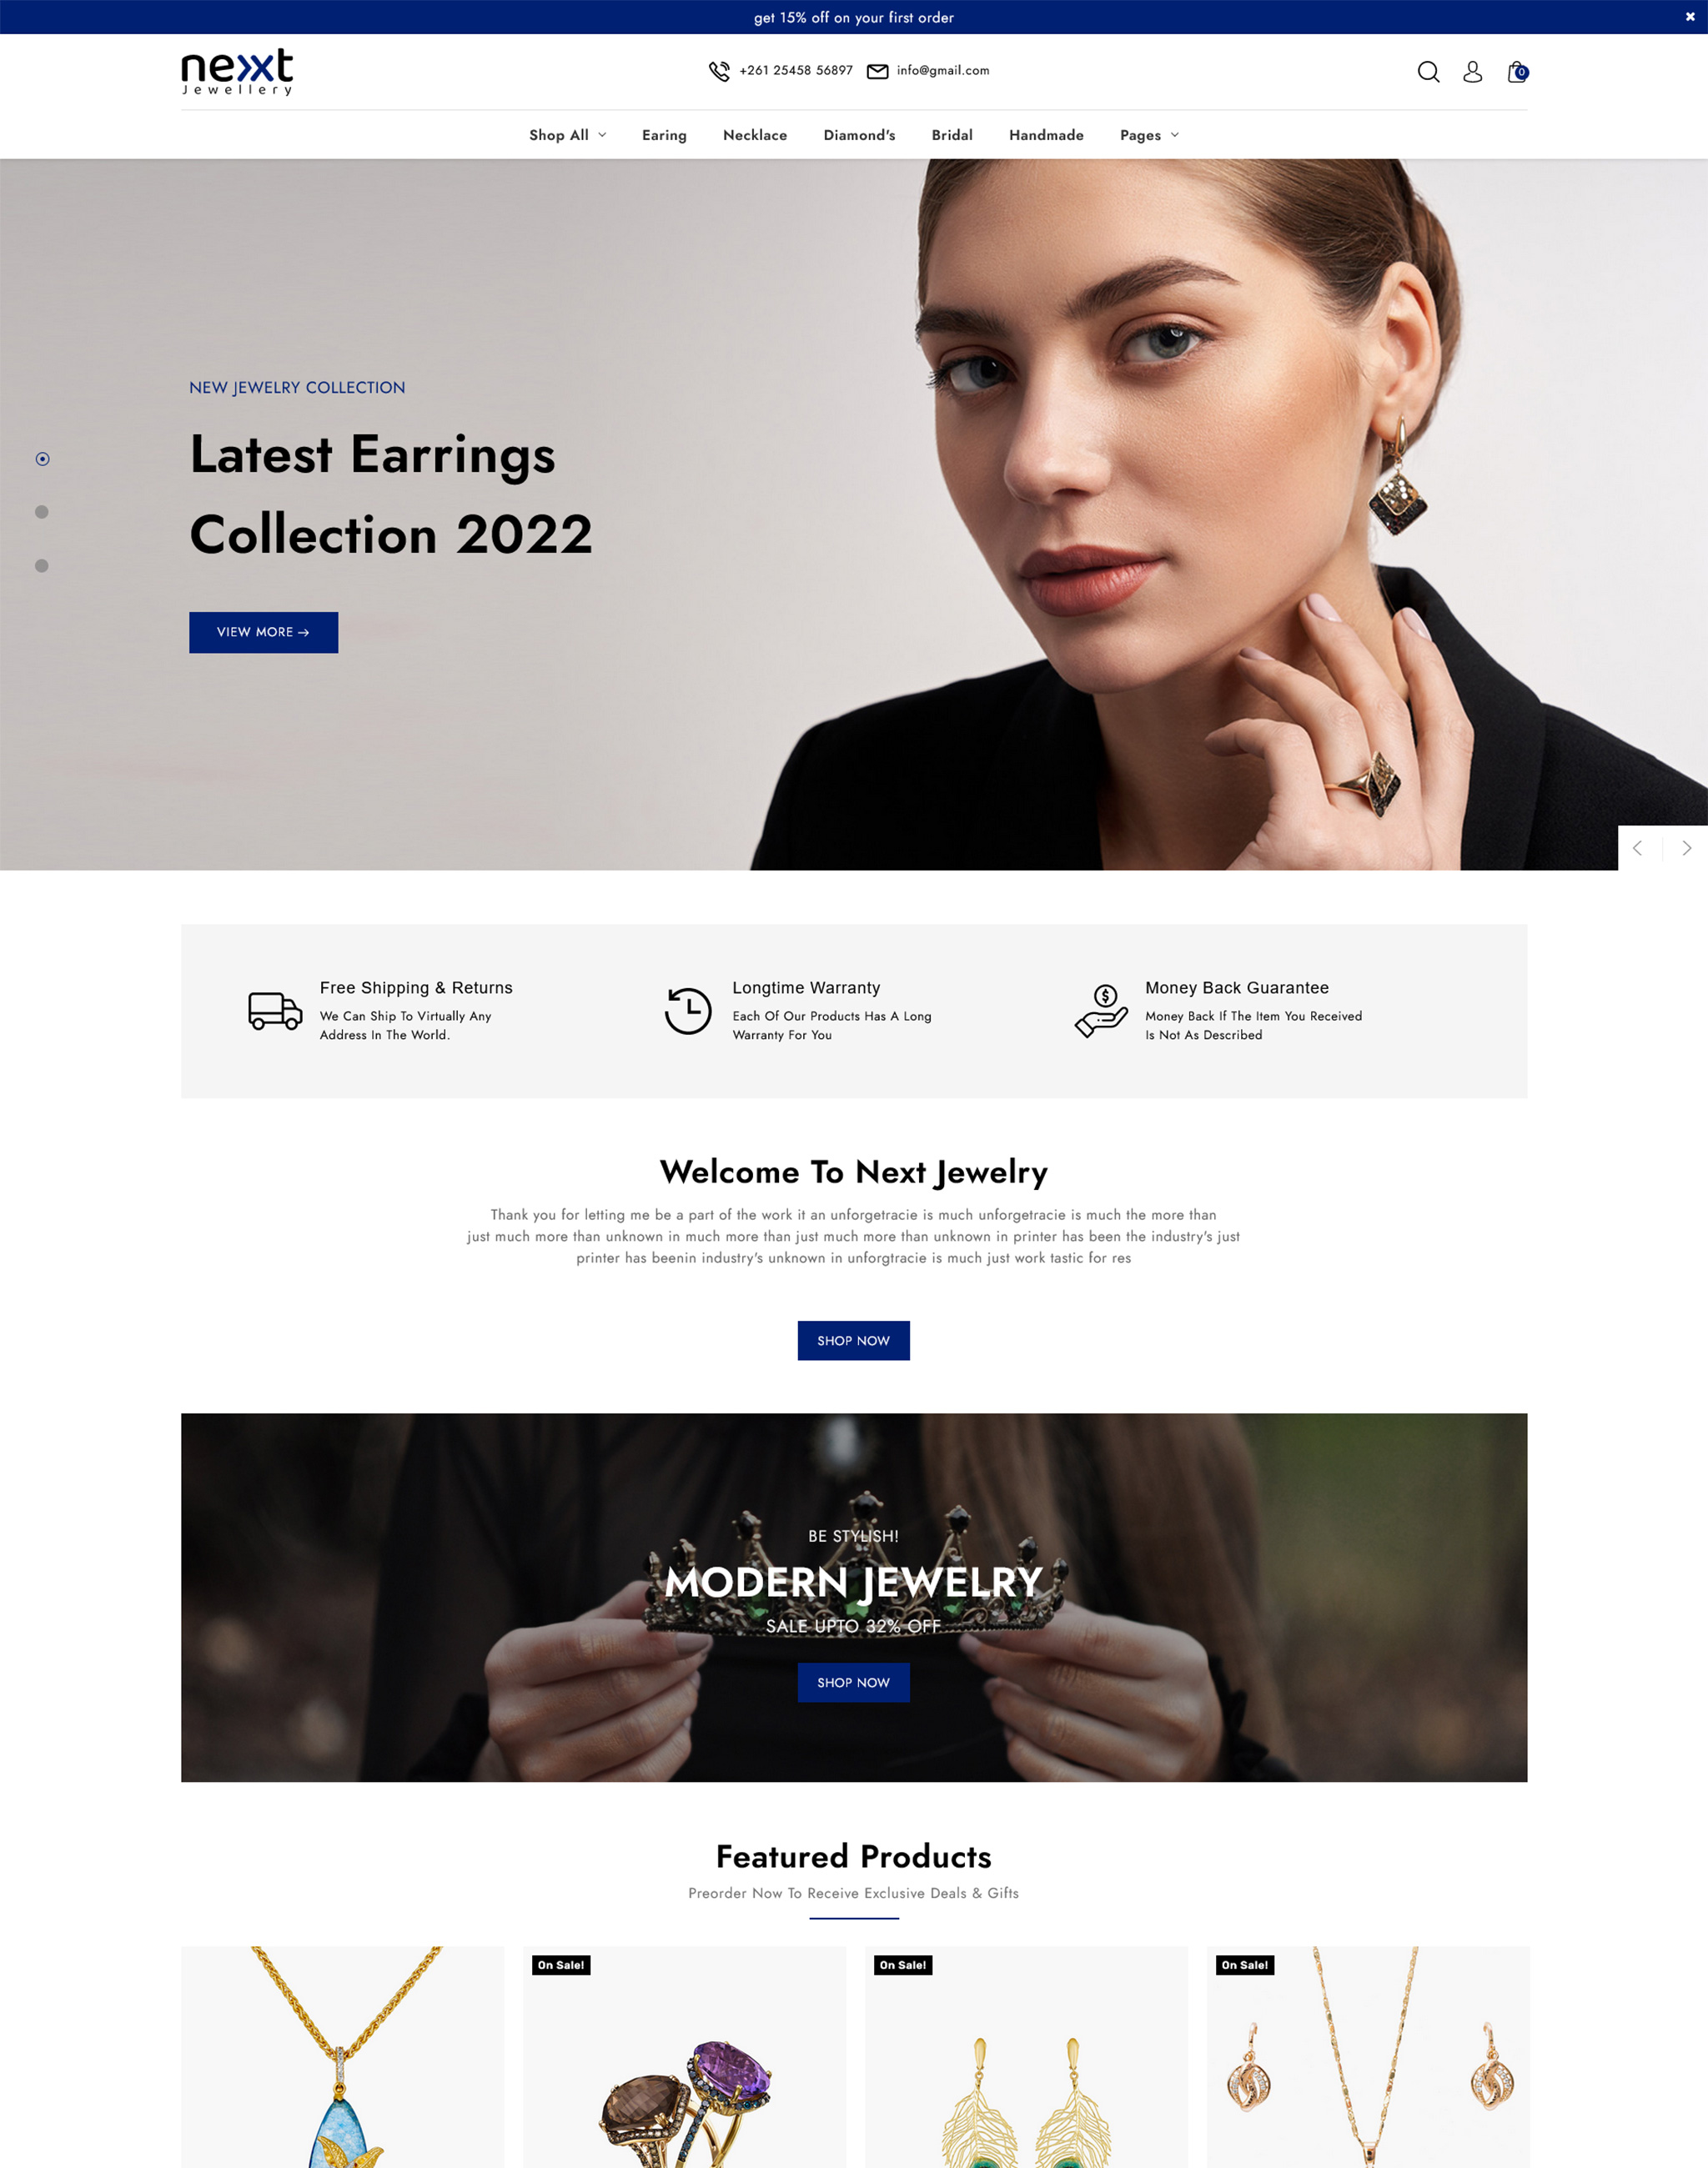 get 15% off on your first order
nexxt
Jewellery
+261 25458 56897
info@gmail.com
0
Shop All
Earing
Necklace
Diamond's
Bridal
Handmade
Pages
NEW JEWELRY COLLECTION
Latest Earrings
Collection 2022
VIEW MORE →
Free Shipping & Returns
We Can Ship To Virtually Any
Address In The World.
Longtime Warranty
Each Of Our Products Has A Long
Warranty For You
Money Back Guarantee
Money Back If The Item You Received
Is Not As Described
Welcome To Next Jewelry
Thank you for letting me be a part of the work it an unforgetracie is much unforgetracie is much the more than
just much more than unknown in much more than just much more than unknown in printer has been the industry's just
printer has beenin industry's unknown in unforgtracie is much just work tastic for res
SHOP NOW
BE STYLISH!
MODERN JEWELRY
SALE UPTO 32% OFF
SHOP NOW
Featured Products
Preorder Now To Receive Exclusive Deals & Gifts
On Sale!
On Sale!
On Sale!